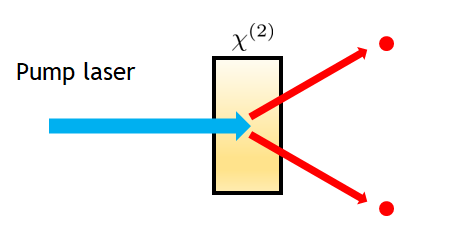 χ⁽²⁾
Pump laser